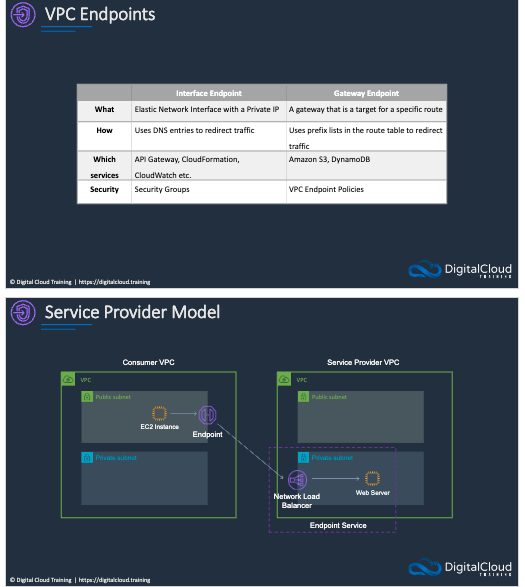 VPC Endpoints
Interface Endpoint Gateway Endpoint
What Elastic Network Interface with a Private IP A gateway that is a target for a specific route
How Uses DNS entries to redirect traffic Uses prefix lists in the route table to redirect
traffic
Which API Gateway, CloudFormation, Amazon S3, DynamoDB
services CloudWatch etc.
Security Security Groups VPC Endpoint Policies
DigitalCloud
TRAINING
© Digital Cloud Training | https://digitalcloud.training
Service Provider Model
Consumer VPC Service Provider VPC
VPC VPC
Public subnet Public subnet
EC2 Instance
Endpoint
Private subnet Private subnet
Network Load
Balancer
Web Server
Endpoint Service
DigitalCloud
TRAINING
© Digital Cloud Training | https://digitalcloud.training